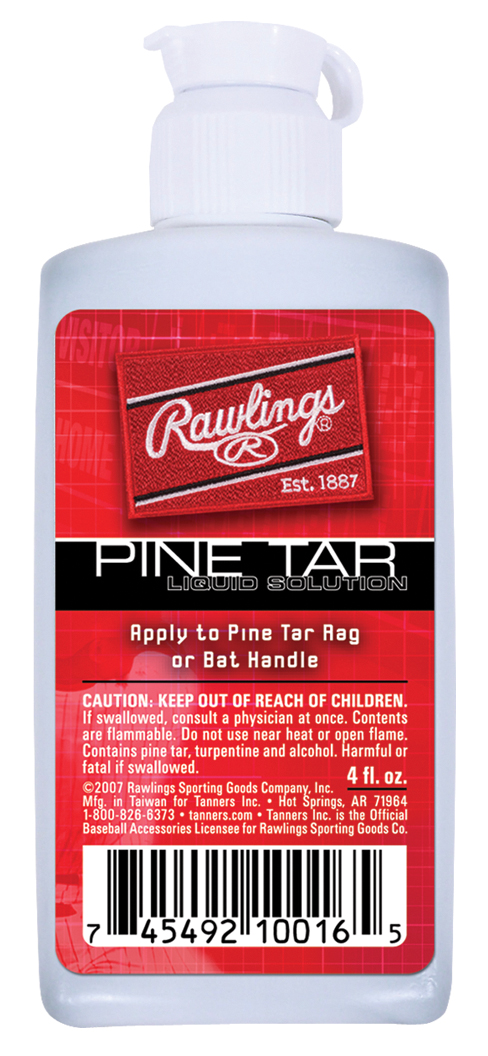 VISITOR
HOME
Rawlings®
R
Est. 1887
PINE TAR
LIQUID SOLUTION
Apply to Pine Tar Rag
or Bat Handle
CAUTION: KEEP OUT OF REACH OF CHILDREN.
If swallowed, consult a physician at once. Contents
are flammable. Do not use near heat or open flame.
Contains pine tar, turpentine and alcohol. Harmful or
fatal if swallowed.
4 fl. oz.
©2007 Rawlings Sporting Goods Company, Inc.
Mfg. in Taiwan for Tanners Inc. • Hot Springs, AR 71964
1-800-826-6373 • tanners.com • Tanners Inc. is the Official
Baseball Accessories Licensee for Rawlings Sporting Goods Co.
7 45492 10016 5